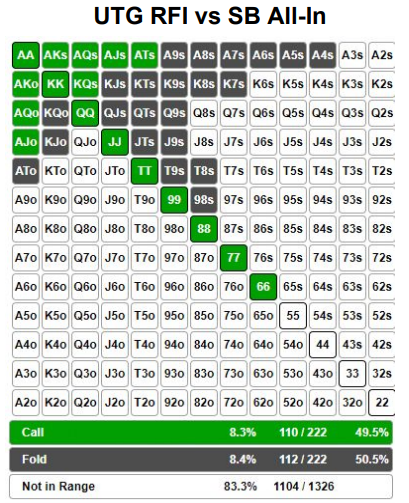 UTG RFI vs SB All-In
AA AKs AQs AJs ATs A9s A8s A7s A6s A5s A4s A3s A2s
AKo KK KQs KJs KTs K9s K8s K7s K6s K5s K4s K3s K2s
AQo KQo QQ QJs QTs Q9s Q8s Q7s Q6s Q5s Q4s Q3s Q2s
AJo KJo QJo JJ JTs J9s J8s J7s J6s J5s J4s J3s J2s
ATo KTo QTo JTo TT T9s T8s T7s T6s T5s T4s T3s T2s
A9o K9o Q9o J9o T9o 99 98s 97s 96s 95s 94s 93s 92s
A8o K8o Q8o J8o T8o 98o 88 87s 86s 85s 84s 83s 82s
A7o K7o Q7o J7o T7o 97o 87o 77 76s 75s 74s 73s 72s
A6o K6o Q6o J6o T6o 96o 86o 76o 66 65s 64s 63s 62s
A5o K5o Q5o J5o T5o 95o 85o 75o 65o 55 54s 53s 52s
A4o K4o Q4o J4o T4o 94o 84o 74o 64o 54o 44 43s 42s
A3o K3o Q3o J3o T3o 93o 83o 73o 63o 53o 43o 33 32s
A2o K2o Q2o J2o T2o 92o 82o 72o 62o 52o 42o 32o 22
Call 8.3% 110 / 222 49.5%
Fold 8.4% 112 / 222 50.5%
Not in Range 83.3% 1104 / 1326